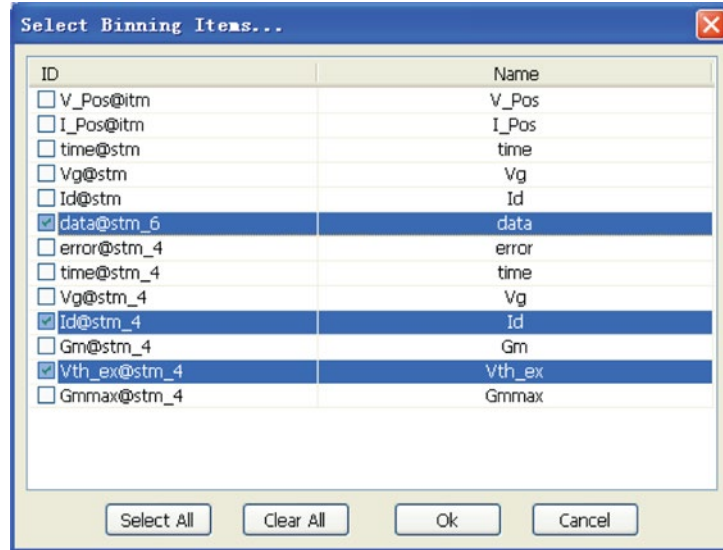 Select Binning Items...
ID Name
V_Pos@itm V_Pos
I_Pos@itm I_Pos
time@stm time
Vg@stm Vg
Id@stm Id
data@stm_6 data
error@stm_4 error
time@stm_4 time
Vg@stm_4 Vg
Id@stm_4 Id
Gm@stm_4 Gm
Vth_ex@stm_4 Vth_ex
Gmmax@stm_4 Gmmax
Select All Clear All Ok Cancel